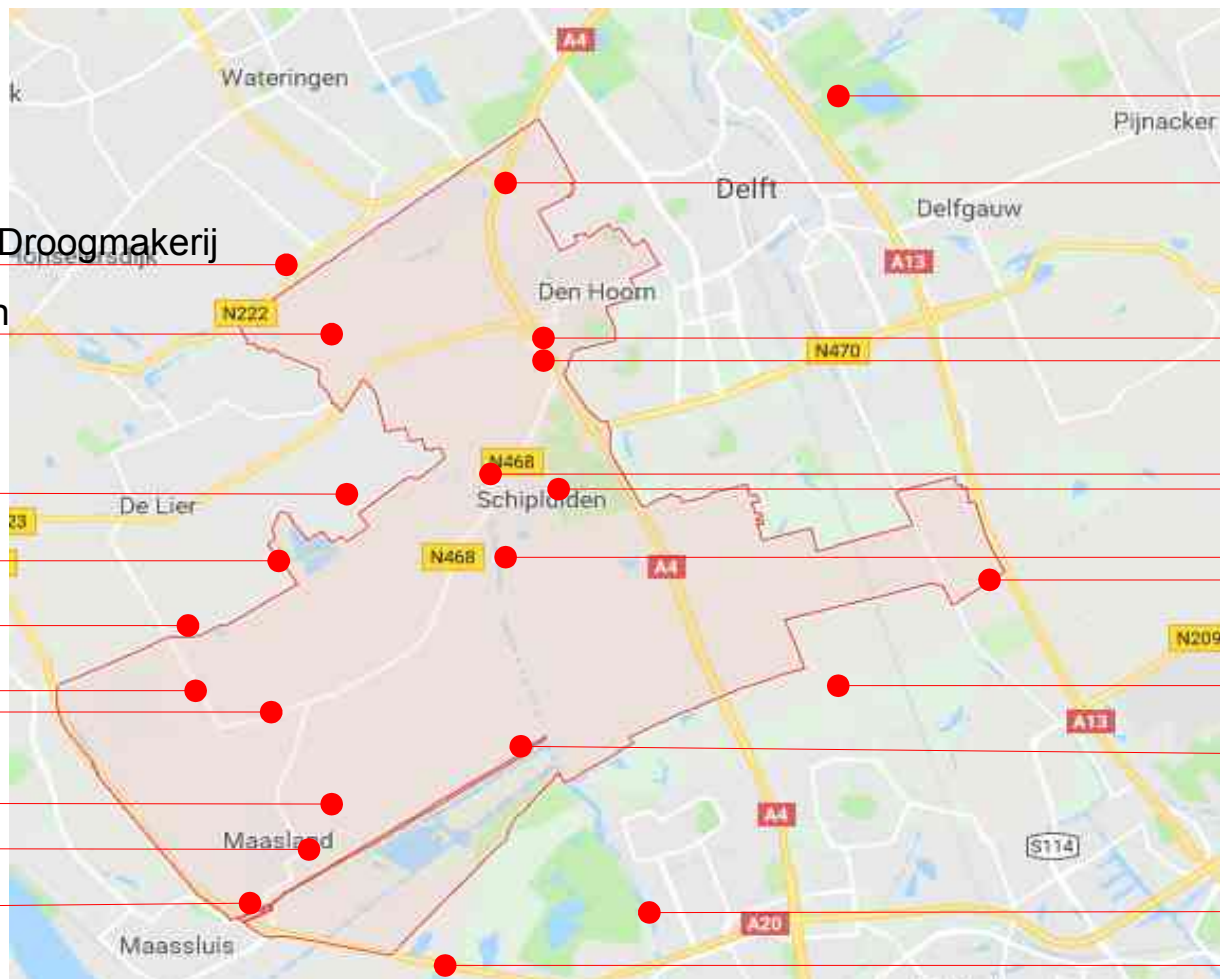 A4
Wateringen
k
Pijnacker
Delft
Delfgauw
Droogmakerij
A13
Den Hoorn
N222
n
N470
N468
Schipluiden
De Lier
23
N468
A4
N209
A13
A4
Maasland
S114
A20
Maassluis